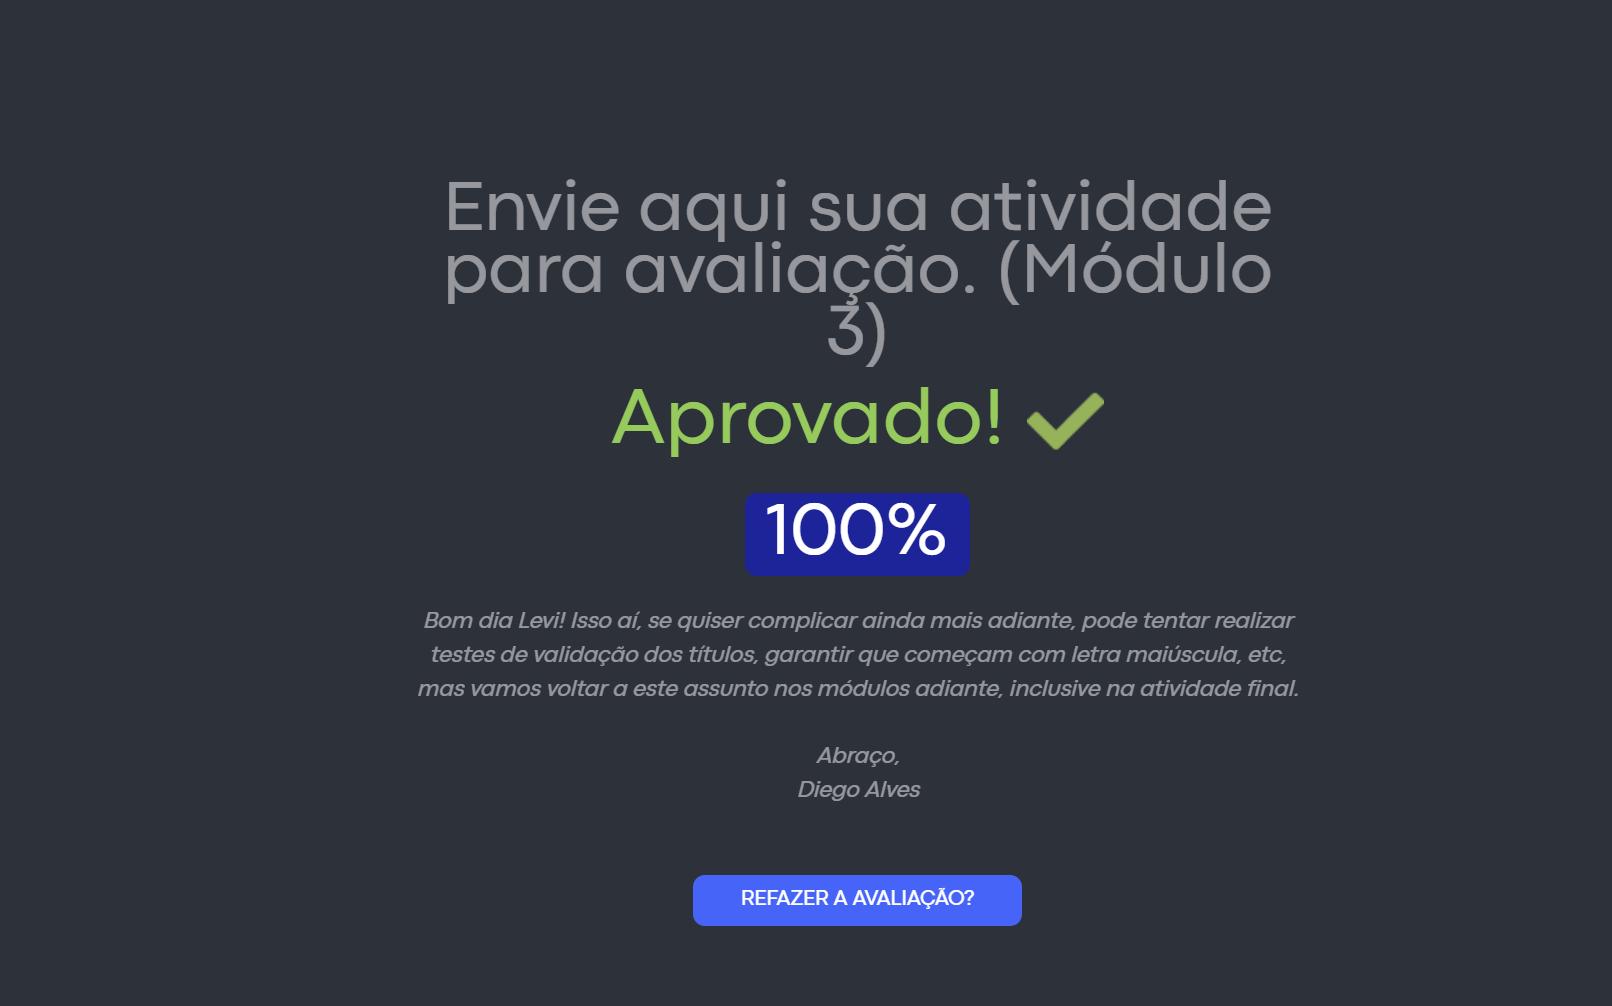 Envie aqui sua atividade
para avaliação. (Módulo
3)
Aprovado!
100%
Bom dia Levi! Isso aí, se quiser complicar ainda mais adiante, pode tentar realizar
testes de validação dos títulos, garantir que começam com letra maiúscula, etc,
mas vamos voltar a este assunto nos módulos adiante, inclusive na atividade final.
Abraço,
Diego Alves
REFAZER A AVALIAÇÃO?